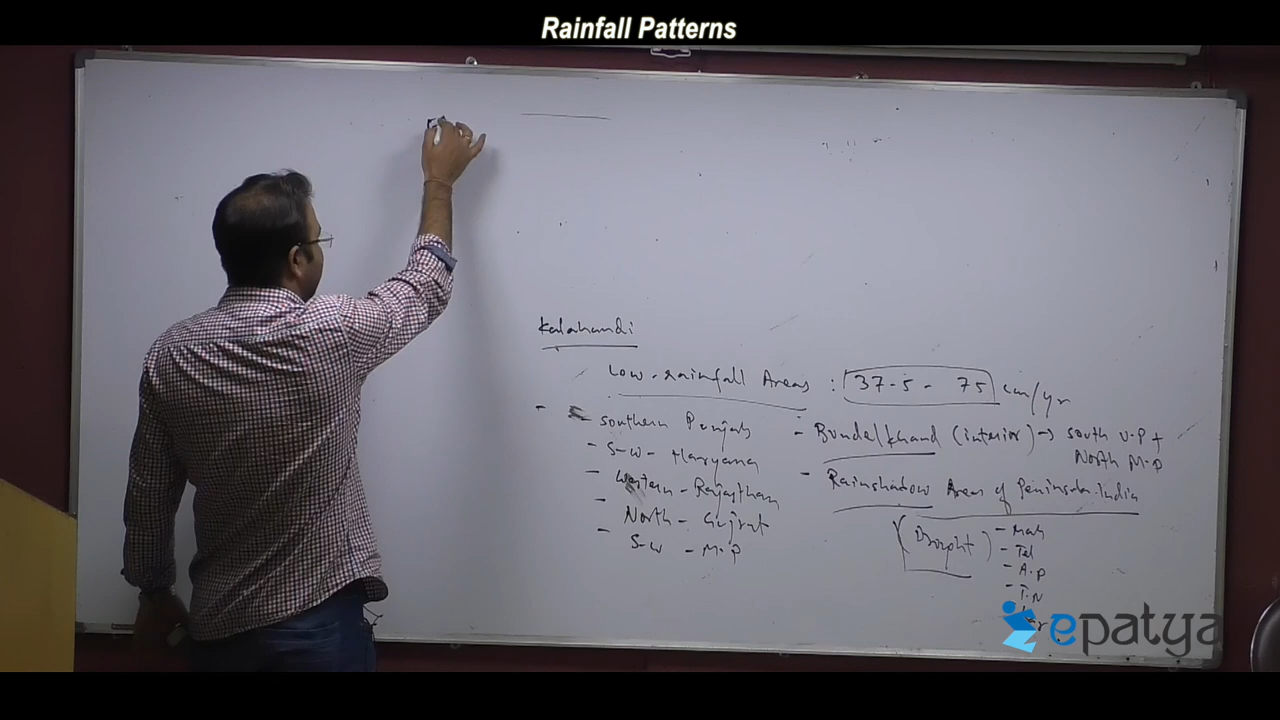 Rainfall Patterns
Kalahandi
Low-rainfall Areas : 37.5 - 75 cm/yr
- Southern Punjab
- S-W- Haryana
- Western - Rajasthan
- North - Gujrat
- S-W - M.P
- Bundelkhand (interior) → South U.P +
North M.P
- Rainshadow Areas of Peninsula India
(Drought)
- Mah
- Tel
- A.P
- T.N
epatya